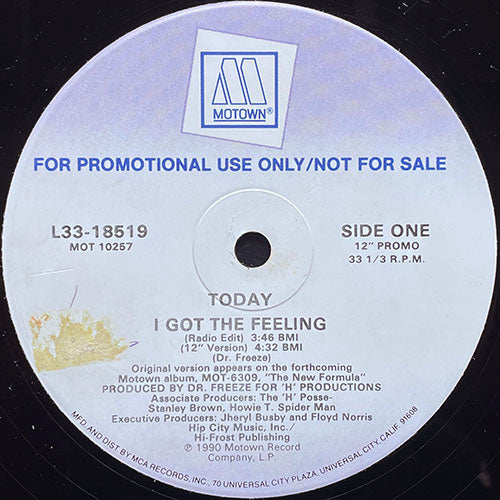 MOTOWN®
FOR PROMOTIONAL USE ONLY/NOT FOR SALE
L33-18519
MOT 10257
SIDE ONE
12" PROMO
33 1/3 R.P.M.
TODAY
I GOT THE FEELING
(Radio Edit) 3:46 BMI
(12" Version) 4:32 BMI
(Dr. Freeze)
Original version appears on the forthcoming
Motown album, MOT-6309, "The New Formula"
PRODUCED BY DR. FREEZE FOR 'H' PRODUCTIONS
Associate Producers: The 'H' Posse-
Stanley Brown, Howie T. Spider Man
Executive Producers: Jheryl Busby and Floyd Norris
Hip City Music, Inc./
Hi-Frost Publishing
℗ 1990 Motown Record
Company, L.P.
MFD. AND DIST BY MCA RECORDS, INC., 70 UNIVERSAL CITY PLAZA, UNIVERSAL CITY, CALIF. 91608